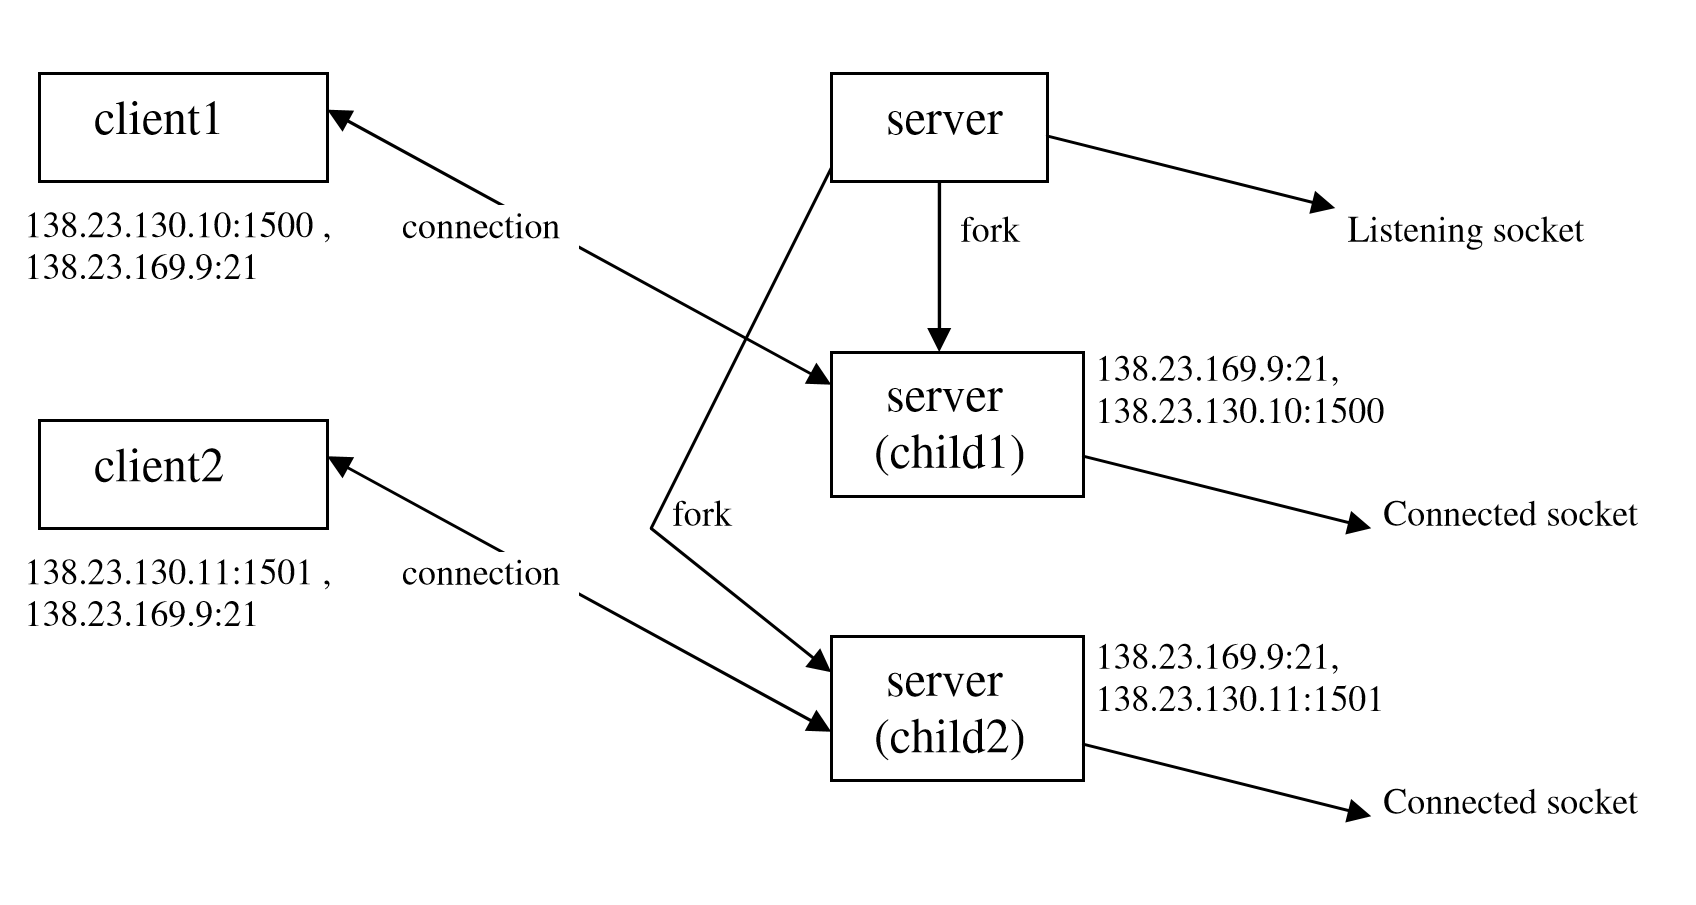 client1
server
138.23.130.10:1500 ,
138.23.169.9:21
connection
fork
Listening socket
server
(child1)
138.23.169.9:21,
138.23.130.10:1500
client2
fork
Connected socket
138.23.130.11:1501 ,
138.23.169.9:21
connection
server
(child2)
138.23.169.9:21,
138.23.130.11:1501
Connected socket